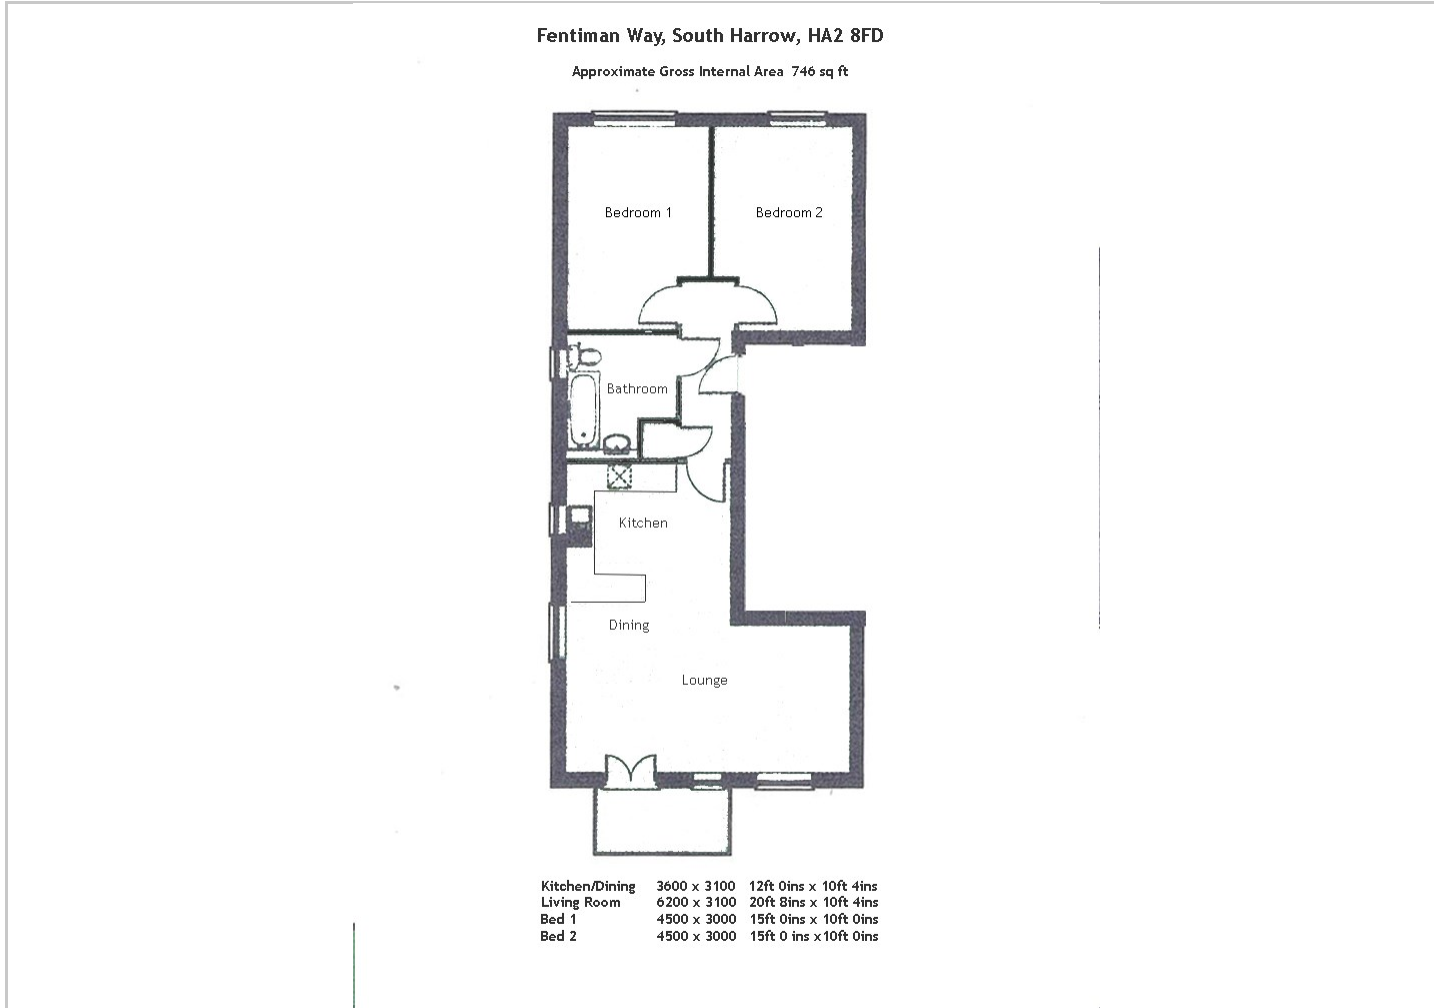 Fentiman Way, South Harrow, HA2 8FD
Approximate Gross Internal Area 746 sq ft
Bedroom 1
Bedroom 2
Bathroom
Kitchen
Dining
Lounge
Kitchen/Dining 3600 x 3100 12ft 0ins x 10ft 4ins
Living Room 6200 x 3100 20ft 8ins x 10ft 4ins
Bed 1 4500 x 3000 15ft 0ins x 10ft 0ins
Bed 2 4500 x 3000 15ft 0 ins x10ft 0ins